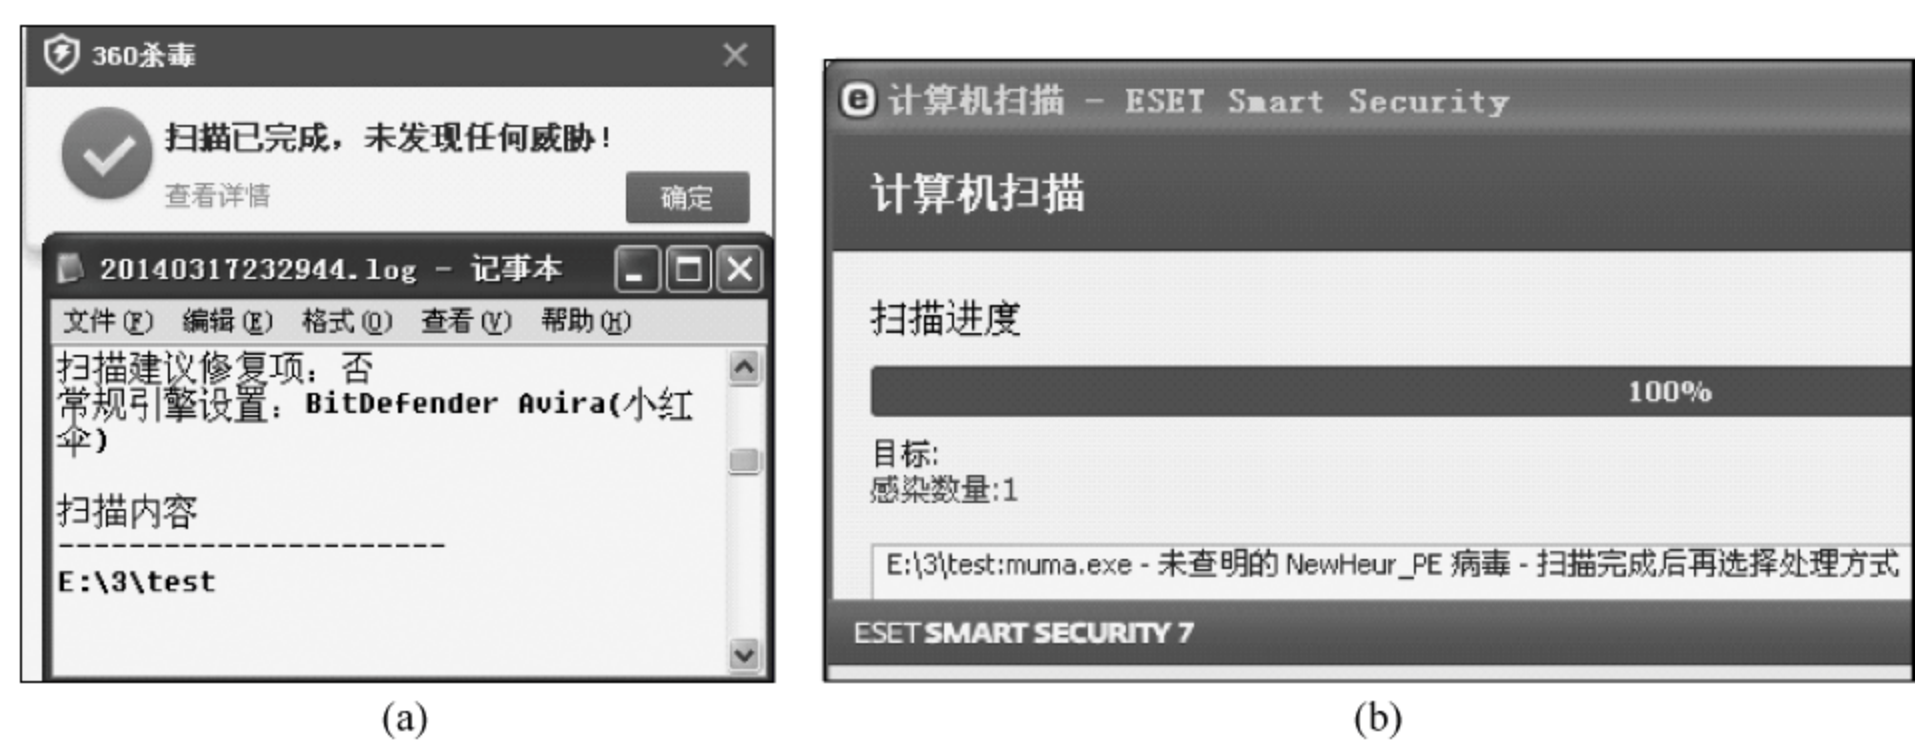 360杀毒
扫描已完成，未发现任何威胁！
查看详情
确定
20140317232944.log - 记事本
文件(F) 编辑(E) 格式(O) 查看(V) 帮助(H)
扫描建议修复项：否
常规引擎设置：BitDefender Avira(小红
伞)
扫描内容
----------------------
E:\3\test
(a)
计算机扫描 - ESET Smart Security
计算机扫描
扫描进度
100%
目标:
感染数量:1
E:\3\test:muma.exe - 未查明的 NewHeur_PE 病毒 - 扫描完成后再选择处理方式
ESET SMART SECURITY 7
(b)